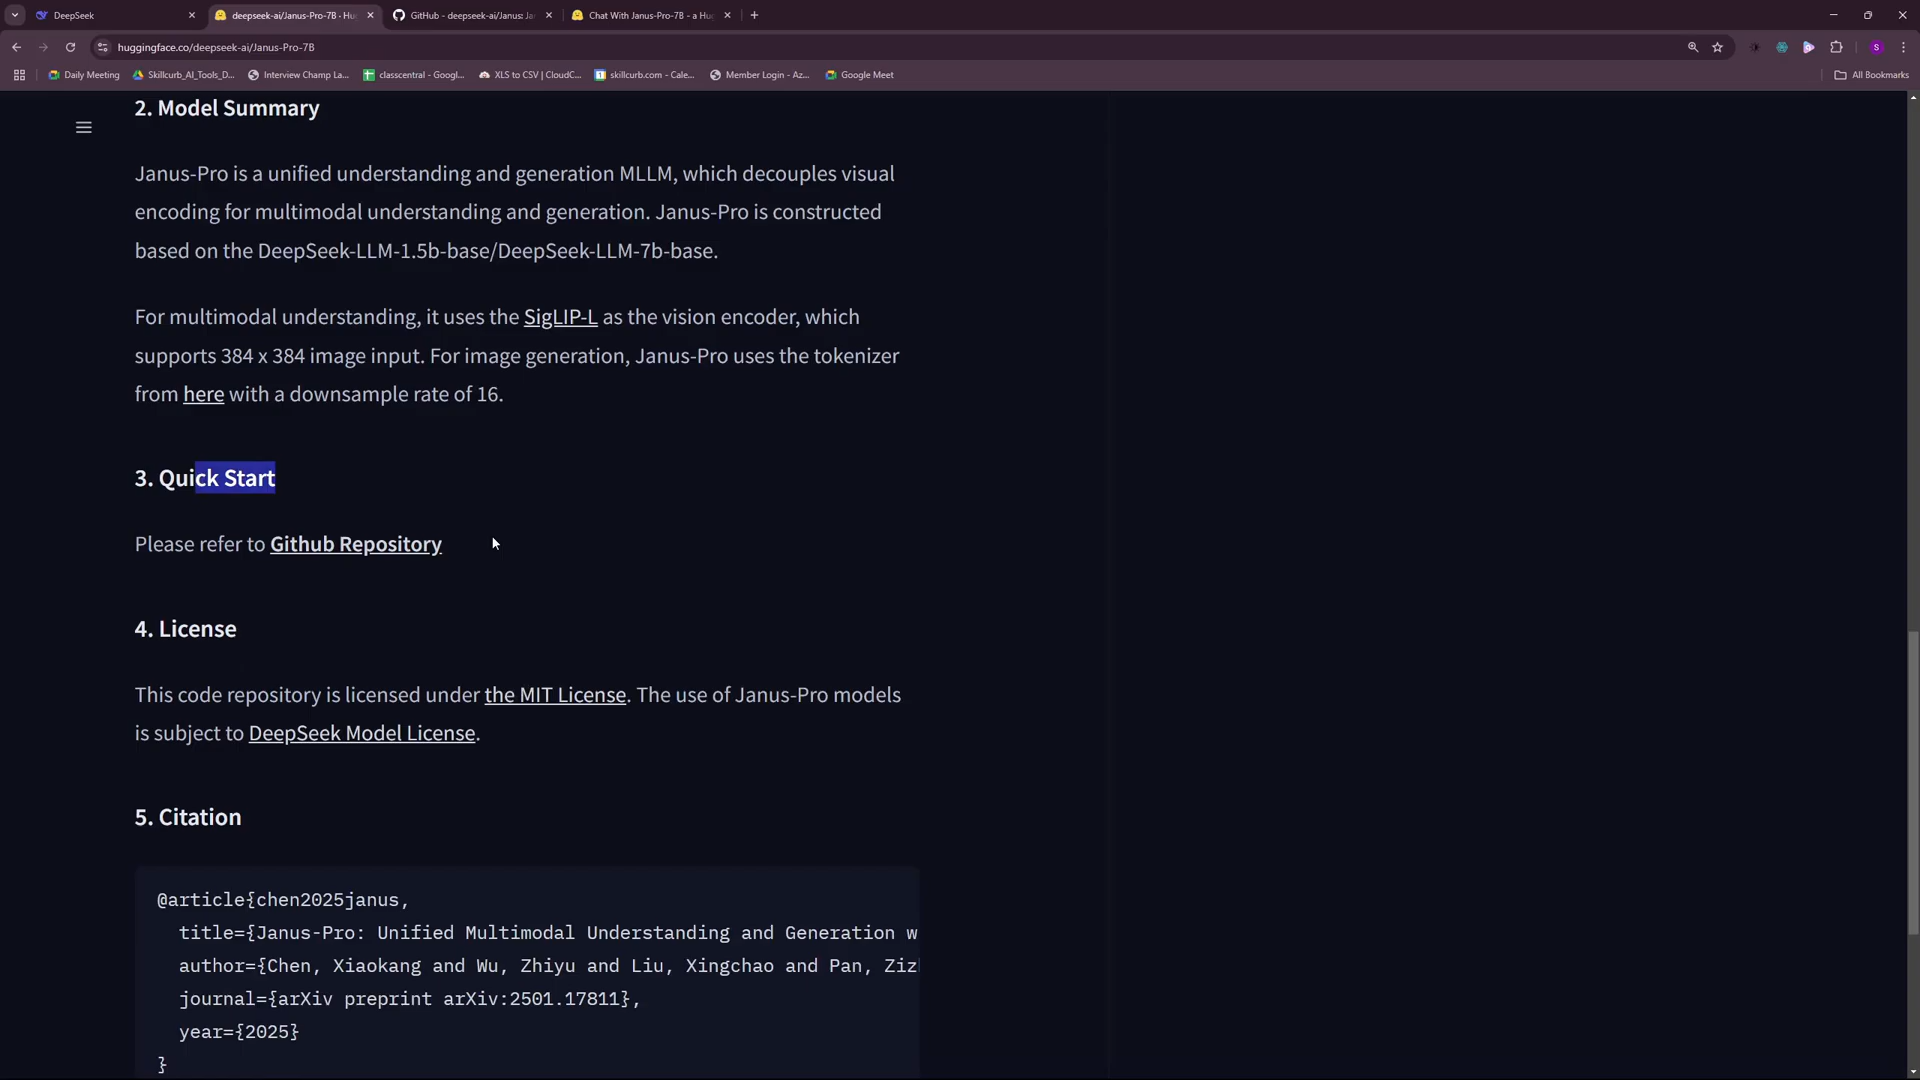 DeepSeek
deepseek-ai/Janus-Pro-7B · Hu
GitHub - deepseek-ai/Janus: Ja
Chat With Janus-Pro-7B - a Hu
huggingface.co/deepseek-ai/Janus-Pro-7B
S
Daily Meeting
Skillcurb_AI_Tools_D...
Interview Champ La...
classcentral - Googl...
XLS to CSV | CloudC...
skillcurb.com - Cale...
Member Login - Az...
Google Meet
All Bookmarks
2. Model Summary
Janus-Pro is a unified understanding and generation MLLM, which decouples visual
encoding for multimodal understanding and generation. Janus-Pro is constructed
based on the DeepSeek-LLM-1.5b-base/DeepSeek-LLM-7b-base.
For multimodal understanding, it uses the SigLIP-L as the vision encoder, which
supports 384 x 384 image input. For image generation, Janus-Pro uses the tokenizer
from here with a downsample rate of 16.
3. Quick Start
Please refer to Github Repository
4. License
This code repository is licensed under the MIT License. The use of Janus-Pro models
is subject to DeepSeek Model License.
5. Citation
@article{chen2025janus,
title={Janus-Pro: Unified Multimodal Understanding and Generation w
author={Chen, Xiaokang and Wu, Zhiyu and Liu, Xingchao and Pan, Ziz
journal={arXiv preprint arXiv:2501.17811},
year={2025}
}